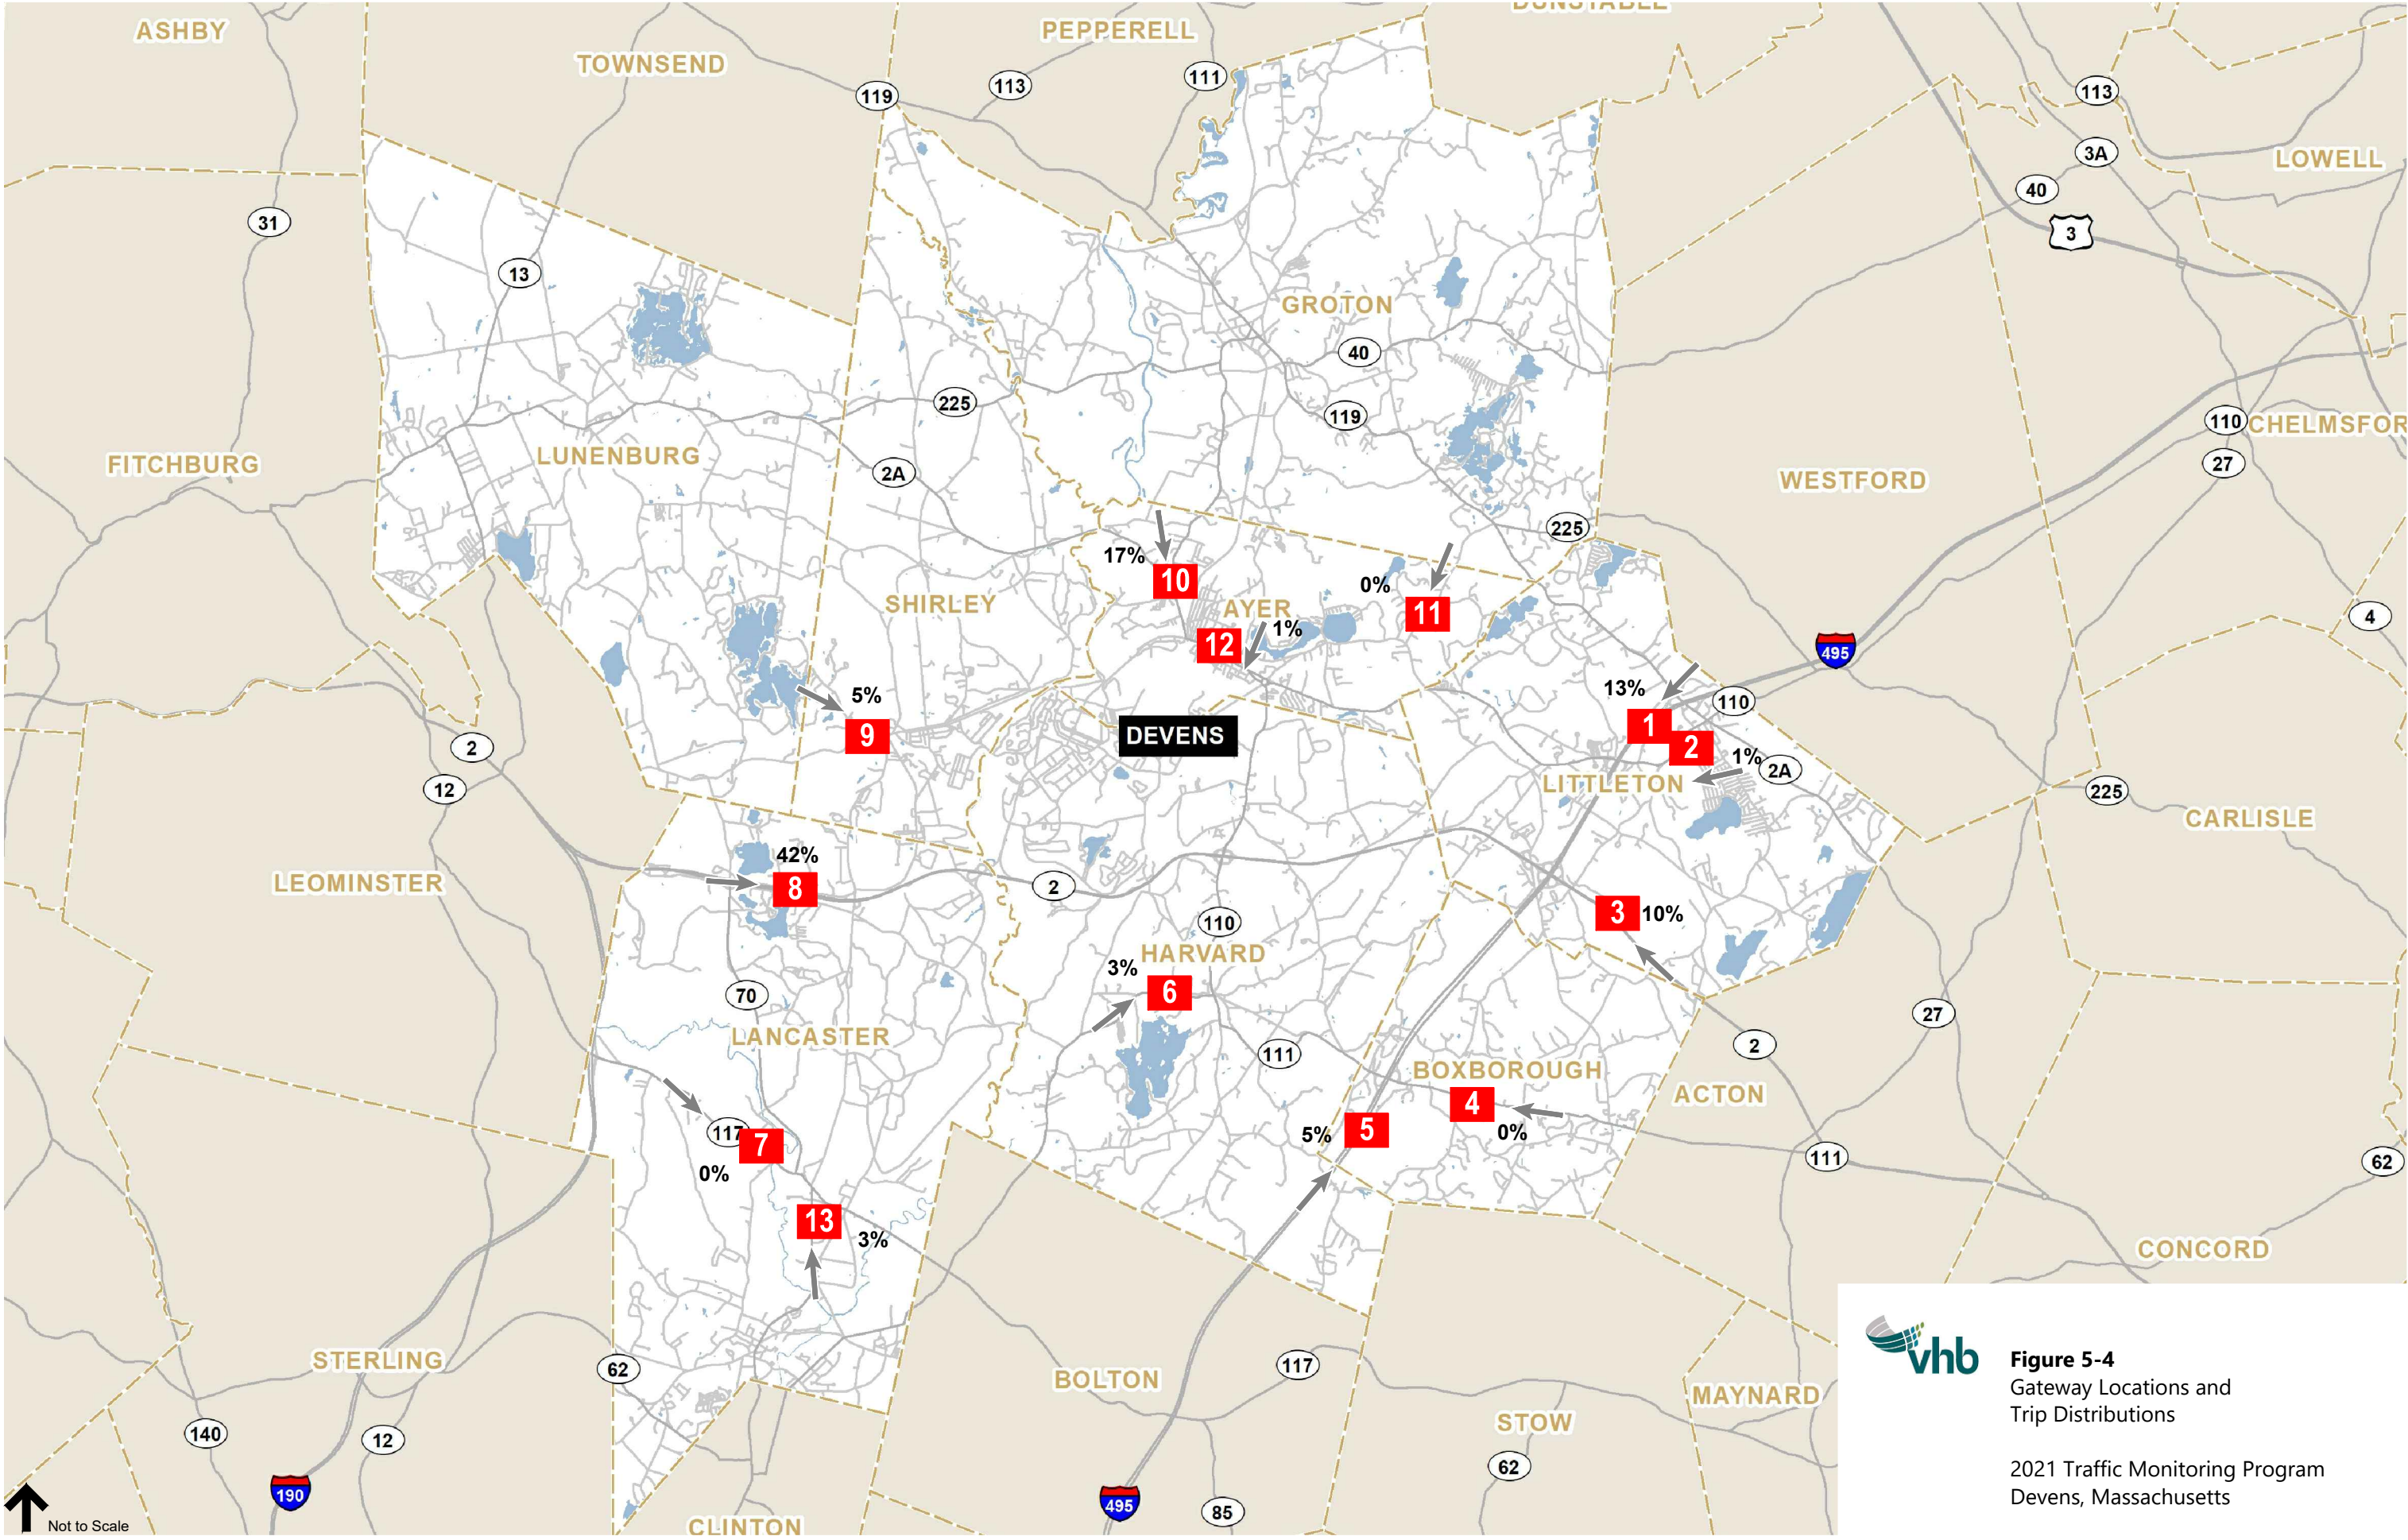 DUNSTABLE
ASHBY
PEPPERELL
TOWNSEND
111
113
119
113
3A
LOWELL
40
31
3
13
GROTON
40
225
119
110
CHELMSFOR
LUNENBURG
FITCHBURG
27
2A
WESTFORD
225
17%
10
0%
SHIRLEY
AYER
11
4
1%
12
495
13%
5%
110
1
9
DEVENS
2
2
1%
2A
LITTLETON
12
225
CARLISLE
42%
LEOMINSTER
8
2
3
10%
110
HARVARD
3%
6
70
27
LANCASTER
2
111
BOXBOROUGH
ACTON
4
117
7
5%
5
0%
0%
111
62
13
3%
CONCORD
STERLING
62
BOLTON
117
MAYNARD
STOW
140
12
62
190
495
85
CLINTON
Not to Scale
vhb
Figure 5-4
Gateway Locations and
Trip Distributions
2021 Traffic Monitoring Program
Devens, Massachusetts